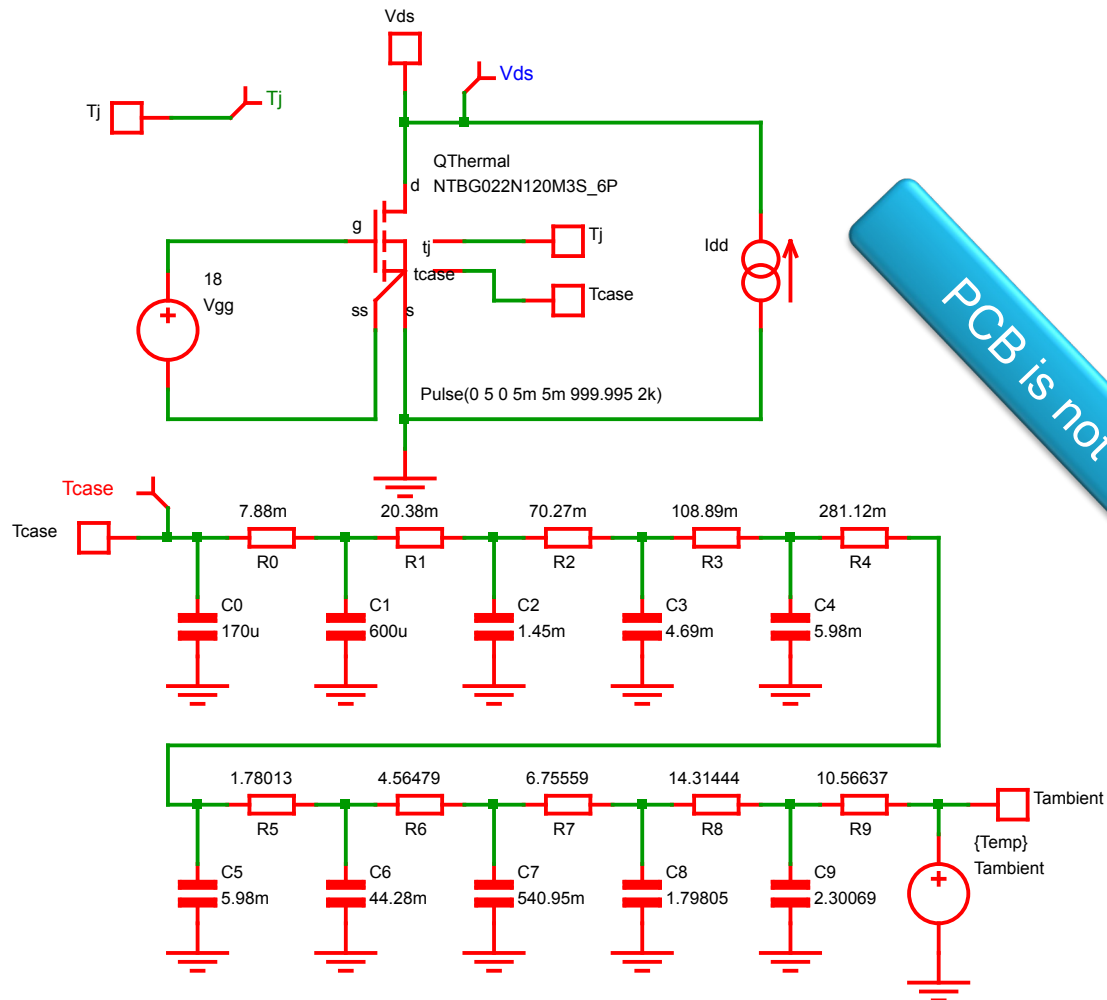 Vds
Vds
Tj
Tj
QThermal
NTBG022N120M3S_6P
d
g
tj
Tj
tcase
Tcase
ss
s
18
Vgg
Idd
Pulse(0 5 0 5m 5m 999.995 2k)
PCB is not
Tcase
Tcase
7.88m
20.38m
70.27m
108.89m
281.12m
R0
R1
R2
R3
R4
C0
170u
C1
600u
C2
1.45m
C3
4.69m
C4
5.98m
1.78013
4.56479
6.75559
14.31444
10.56637
R5
R6
R7
R8
R9
Tambient
{Temp}
Tambient
C5
5.98m
C6
44.28m
C7
540.95m
C8
1.79805
C9
2.30069